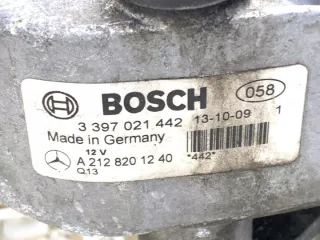 BOSCH 058
3 397 021 442 13-10-09 1
Made in Germany
12 V
A 212 820 12 40 *442*
Q.13